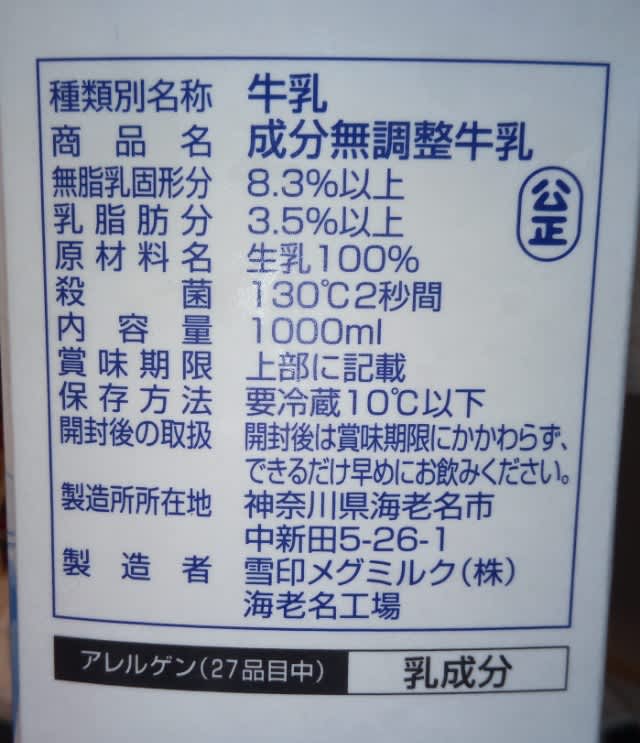 種類別名称 牛乳
商品名 成分無調整牛乳
無脂乳固形分 8.3%以上
乳脂肪分 3.5%以上
公正
原材料名 生乳100%
殺菌 130℃2秒間
内容量 1000ml
賞味期限 上部に記載
保存方法 要冷蔵10℃以下
開封後の取扱 開封後は賞味期限にかかわらず、
できるだけ早めにお飲みください。
製造所所在地 神奈川県海老名市
中新田5-26-1
製造者 雪印メグミルク(株)
海老名工場
アレルゲン(27品目中) 乳成分